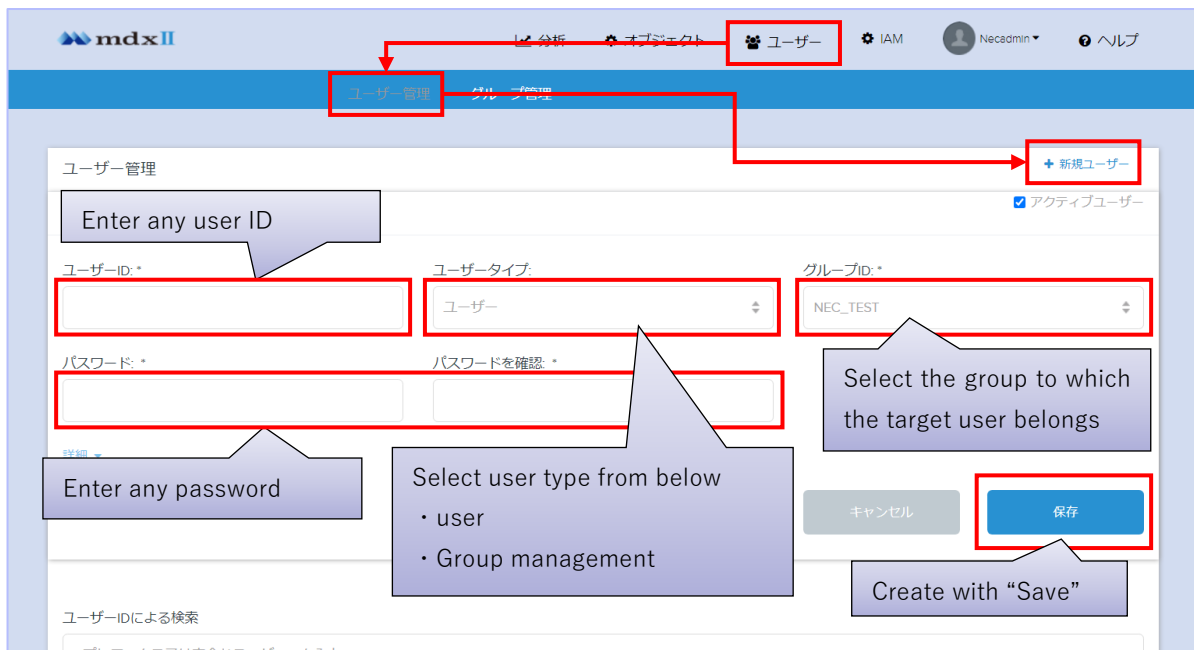 mdxⅡ
分析
オブジェクト
ユーザー
IAM
Necadmin
ヘルプ
ユーザー管理
グループ管理
ユーザー管理
+ 新規ユーザー
アクティブユーザー
Enter any user ID
ユーザーID: *
ユーザータイプ:
グループID: *
ユーザー
NEC_TEST
パスワード: *
パスワードを確認: *
Select the group to which
the target user belongs
詳細
Enter any password
Select user type from below
・user
・Group management
キャンセル
保存
Create with “Save”
ユーザーIDによる検索